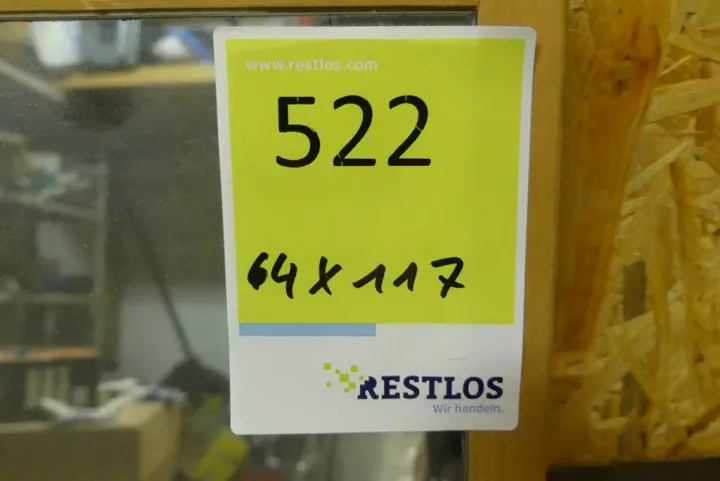 www.restlos.com
522
64 x 117
RESTLOS
Wir handeln.